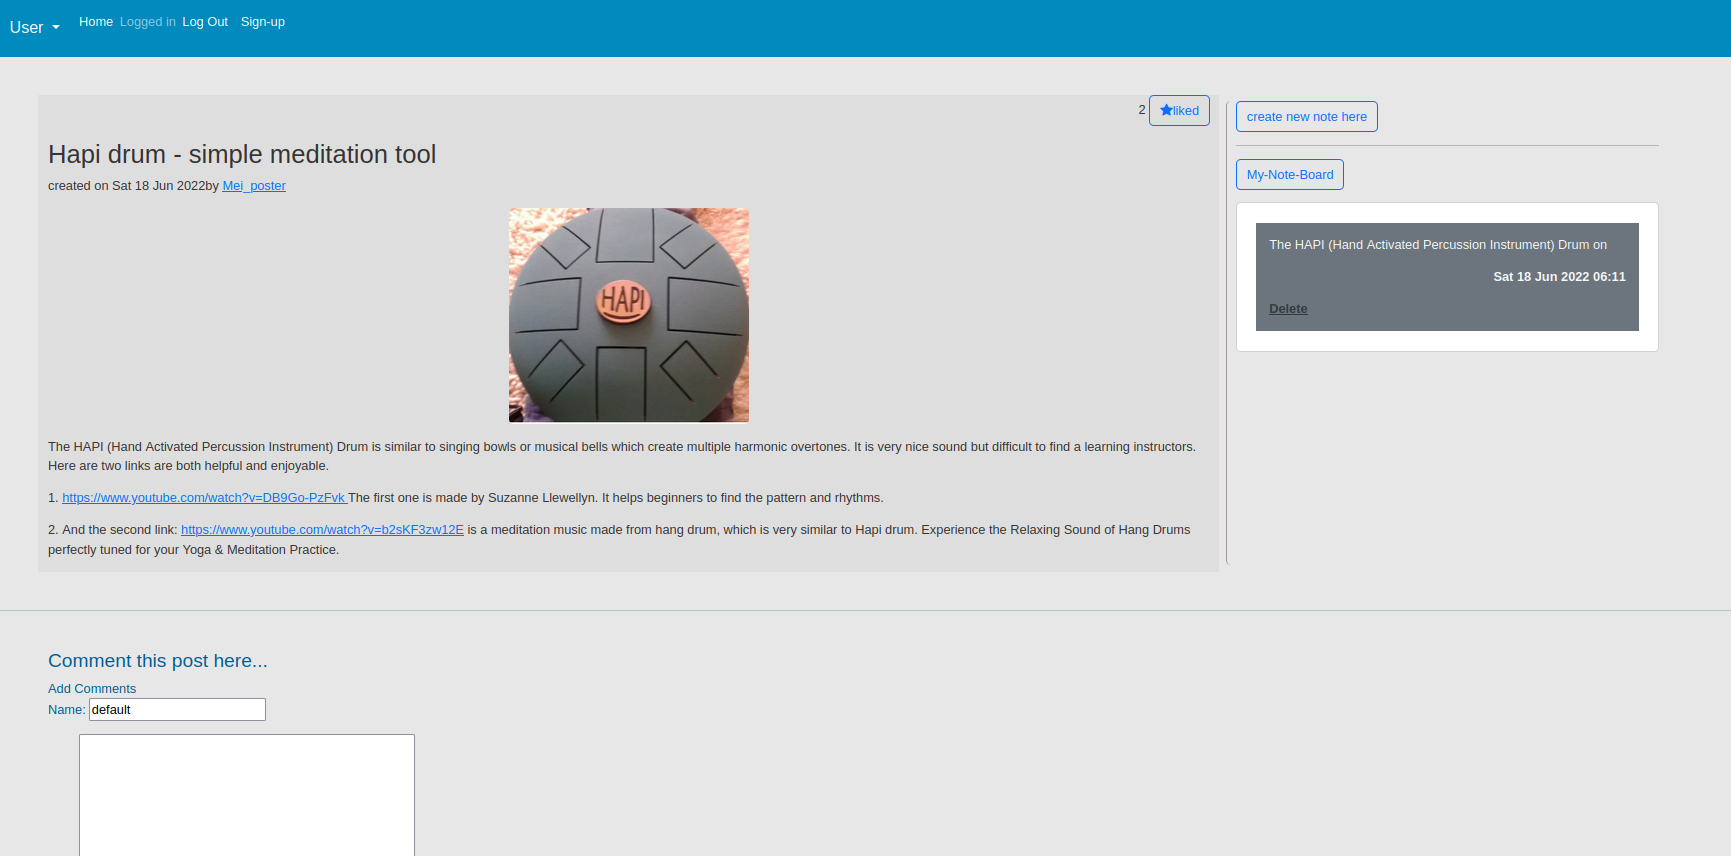 User
Home Logged in Log Out Sign-up
2 liked
Hapi drum - simple meditation tool
created on Sat 18 Jun 2022by Mei_poster
HAPI
The HAPI (Hand Activated Percussion Instrument) Drum is similar to singing bowls or musical bells which create multiple harmonic overtones. It is very nice sound but difficult to find a learning instructors.
Here are two links are both helpful and enjoyable.
1. https://www.youtube.com/watch?v=DB9Go-PzFvk The first one is made by Suzanne Llewellyn. It helps beginners to find the pattern and rhythms.
2. And the second link: https://www.youtube.com/watch?v=b2sKF3zw12E is a meditation music made from hang drum, which is very similar to Hapi drum. Experience the Relaxing Sound of Hang Drums
perfectly tuned for your Yoga & Meditation Practice.
create new note here
My-Note-Board
The HAPI (Hand Activated Percussion Instrument) Drum on
Sat 18 Jun 2022 06:11
Delete
Comment this post here...
Add Comments
Name: default